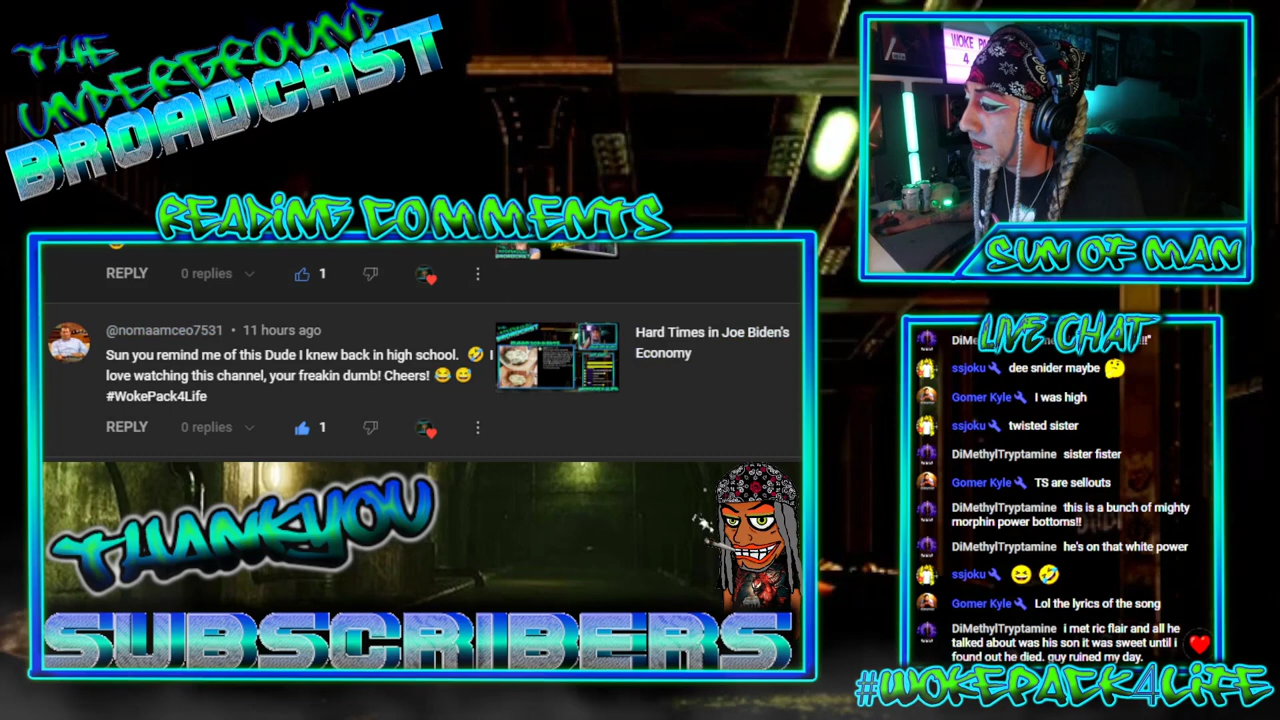 THE
UNDERGROUND
BROADCAST
WOKE PA
4
READING COMMENTS
SUN OF MAN
REPLY 0 replies 1
@nomaamceo7531 • 11 hours ago
Sun you remind me of this Dude I knew back in high school. 🤣 I
love watching this channel, your freakin dumb! Cheers! 😂 😅
#WokePack4Life
REPLY 0 replies 1
Hard Times in Joe Biden's
Economy
THANKYOU
SUBSCRIBERS
LIVE CHAT
DiMe !!"
ssjoku dee snider maybe 🤔
Gomer Kyle I was high
ssjoku twisted sister
DiMethylTryptamine sister fister
Gomer Kyle TS are sellouts
DiMethylTryptamine this is a bunch of mighty
morphin power bottoms!!
DiMethylTryptamine he's on that white power
ssjoku 😆 🤣
Gomer Kyle Lol the lyrics of the song
DiMethylTryptamine i met ric flair and all he
talked about was his son it was sweet until i
found out he died. guy ruined my day.
#WOKEPACK4LIFE